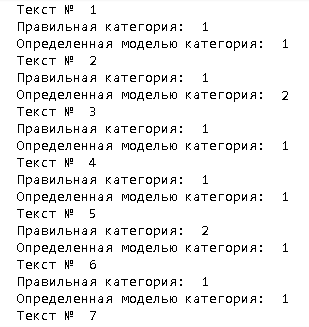 Текст № 1
Правильная категория: 1
Определенная моделью категория: 1
Текст № 2
Правильная категория: 1
Определенная моделью категория: 2
Текст № 3
Правильная категория: 1
Определенная моделью категория: 1
Текст № 4
Правильная категория: 1
Определенная моделью категория: 1
Текст № 5
Правильная категория: 2
Определенная моделью категория: 1
Текст № 6
Правильная категория: 1
Определенная моделью категория: 1
Текст № 7